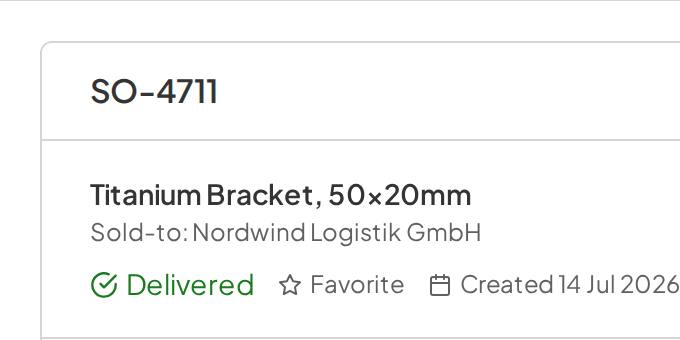 SO-4711
Titanium Bracket, 50×20mm
Sold-to: Nordwind Logistik GmbH
Delivered Favorite Created 14 Jul 2026